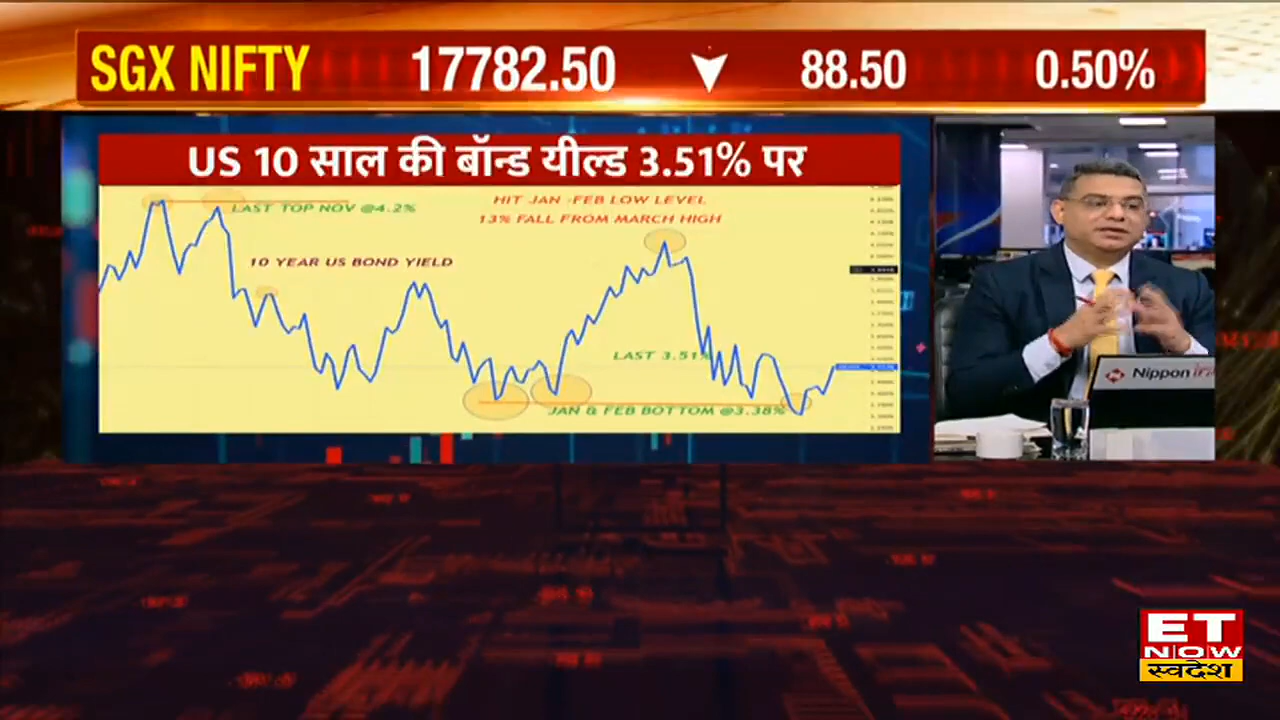 SGX NIFTY 17782.50 88.50 0.50%
US 10 साल की बॉन्ड यील्ड 3.51% पर
LAST TOP NOV @4.2%
HIT JAN -FEB LOW LEVEL
13% FALL FROM MARCH HIGH
10 YEAR US BOND YIELD
LAST 3.51%
JAN & FEB BOTTOM @3.38%
Nippon
ET
NOW
स्वदेश